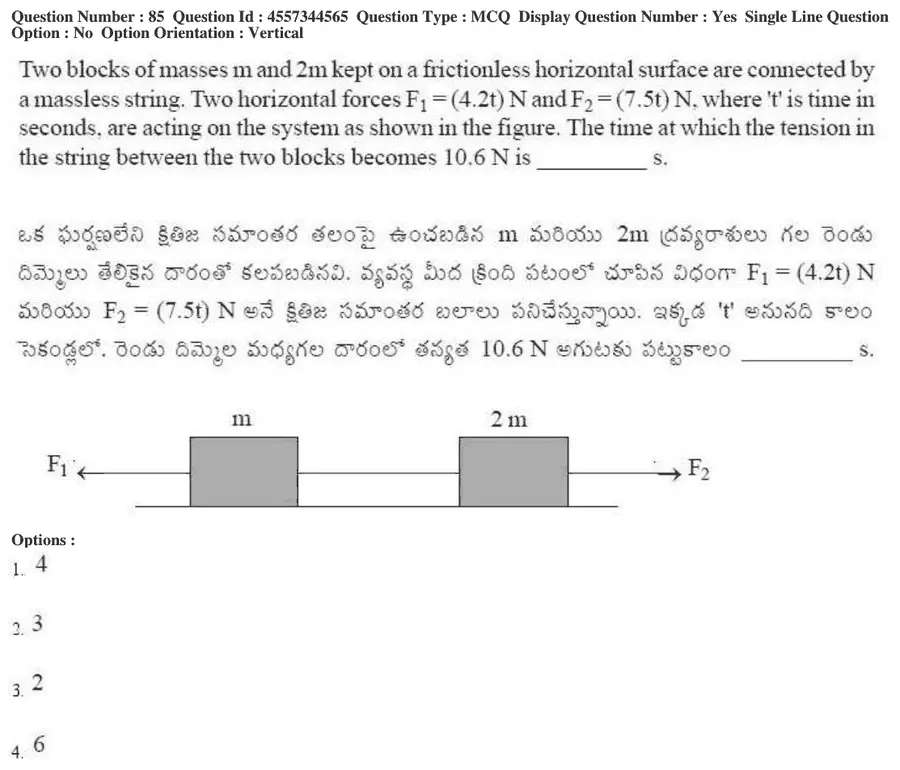 Question Number : 85 Question Id : 4557344565 Question Type : MCQ Display Question Number : Yes Single Line Question
Option : No Option Orientation : Vertical
Two blocks of masses m and 2m kept on a frictionless horizontal surface are connected by
a massless string. Two horizontal forces F₁ = (4.2t) N and F₂ = (7.5t) N, where 't' is time in
seconds, are acting on the system as shown in the figure. The time at which the tension in
the string between the two blocks becomes 10.6 N is __________ s.
ఒక ఘర్షణలేని క్షితిజ సమాంతర తలంపై ఉంచబడిన m మరియు 2m ద్రవ్యరాశులు గల రెండు
దిమ్మెలు తేలికైన దారంతో కలపబడినవి. వ్యవస్థ మీద క్రింది పటంలో చూపిన విధంగా F₁ = (4.2t) N
మరియు F₂ = (7.5t) N అనే క్షితిజ సమాంతర బలాలు పనిచేస్తున్నాయి. ఇక్కడ 't' అనునది కాలం
సెకండ్లలో. రెండు దిమ్మెల మధ్యగల దారంలో తన్యత 10.6 N అగుటకు పట్టుకాలం __________ s.
m 2 m
F₁ F₂
Options :
1. 4
2. 3
3. 2
4. 6